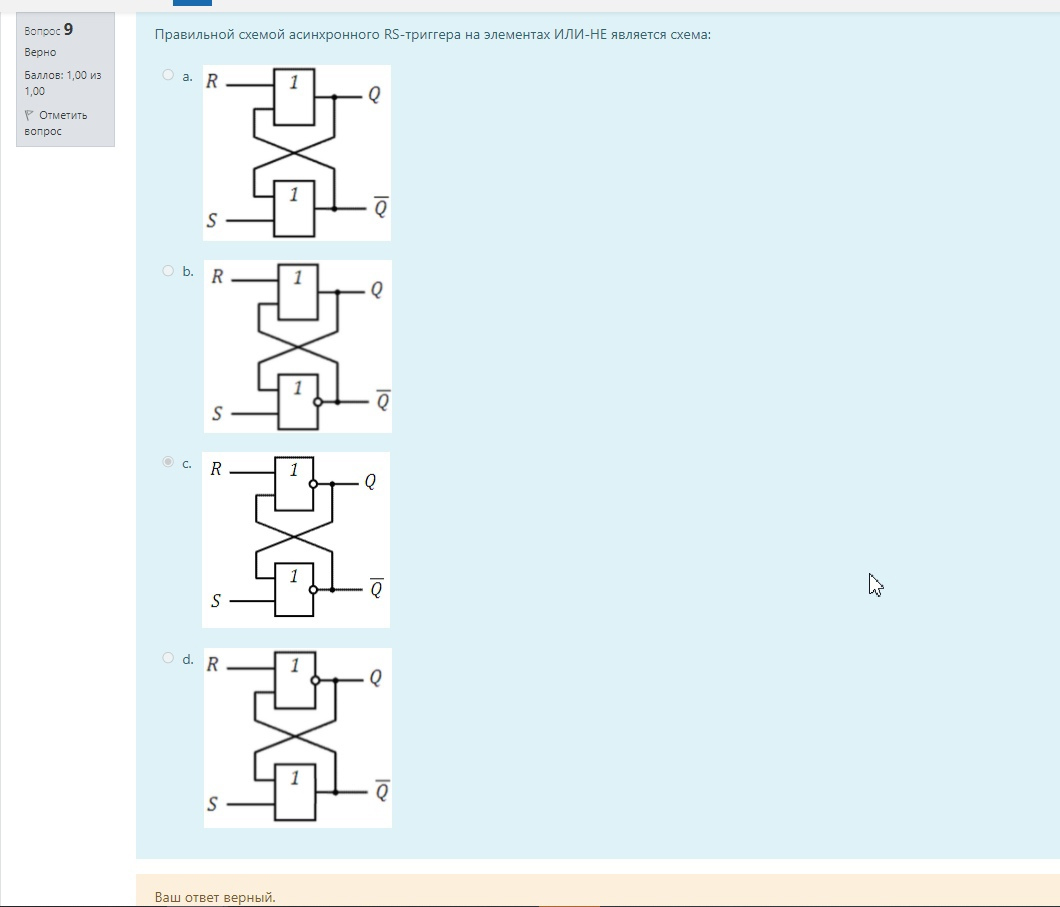 Вопрос 9
Верно
Баллов: 1,00 из
1,00
Отметить
вопрос
Правильной схемой асинхронного RS-триггера на элементах ИЛИ-НЕ является схема:
a.
R
1
Q
1
S
Q̅
b.
R
1
Q
1
Q̅
S
c.
R
1
Q
1
Q̅
S
d.
R
1
Q
1
Q̅
S
Ваш ответ верный.